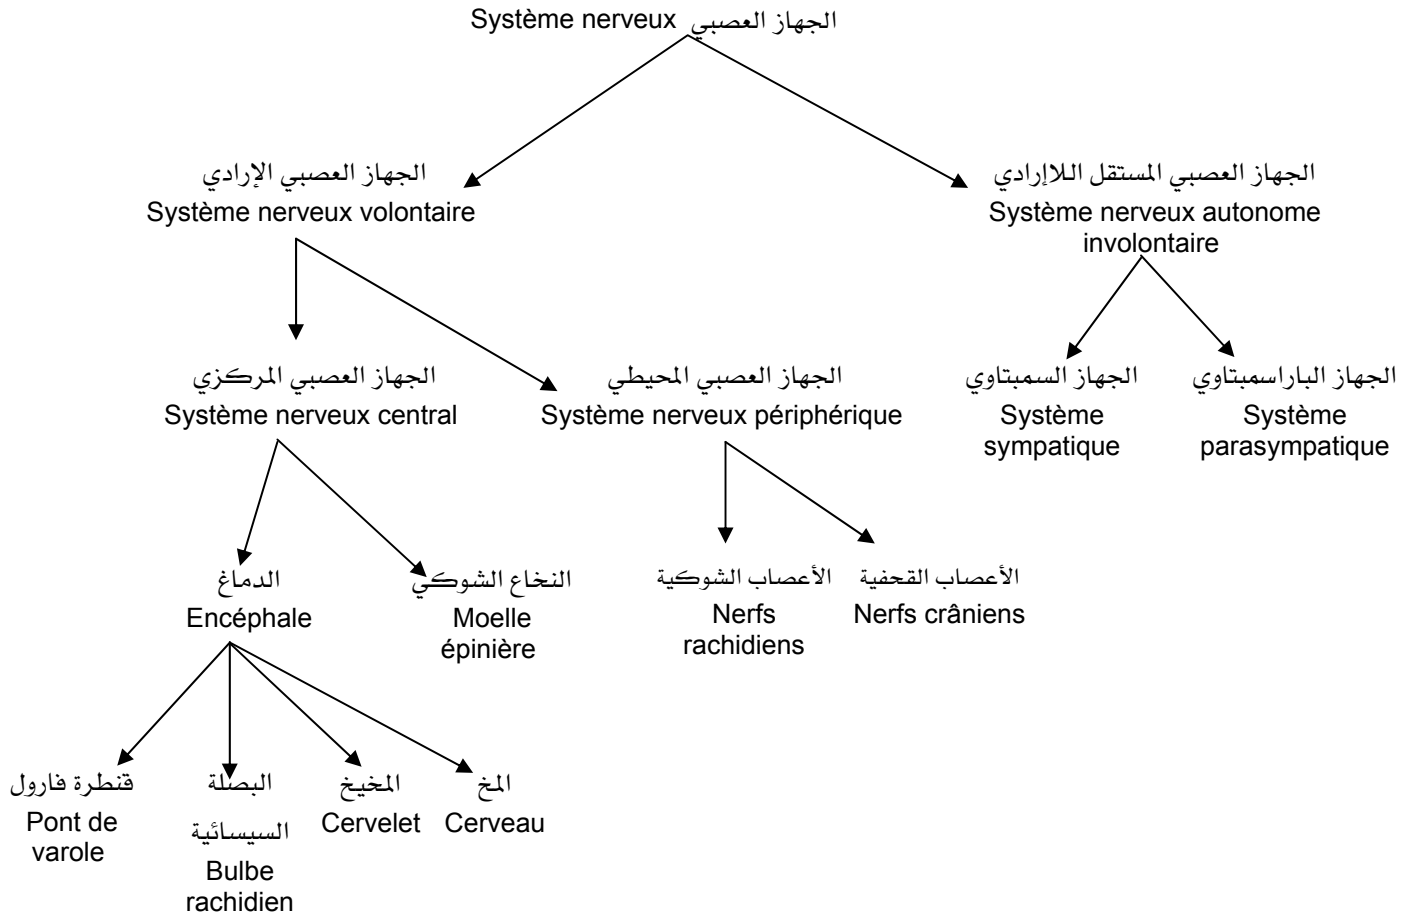 Système nerveux الجهاز العصبي
الجهاز العصبي الإرادي
Système nerveux volontaire
الجهاز العصبي المستقل اللاإرادي
Système nerveux autonome
involontaire
الجهاز العصبي المركزي
Système nerveux central
الجهاز العصبي المحيطي
Système nerveux périphérique
الجهاز السمبتاوي
Système
sympatique
الجهاز الباراسمبتاوي
Système
parasympatique
الدماغ
Encéphale
النخاع الشوكي
Moelle
épinière
الأعصاب الشوكية
Nerfs
rachidiens
الأعصاب القحفية
Nerfs crâniens
قنطرة فارول
Pont de
varole
البصلة
السيسائية
Bulbe
rachidien
المخيخ
Cervelet
المخ
Cerveau